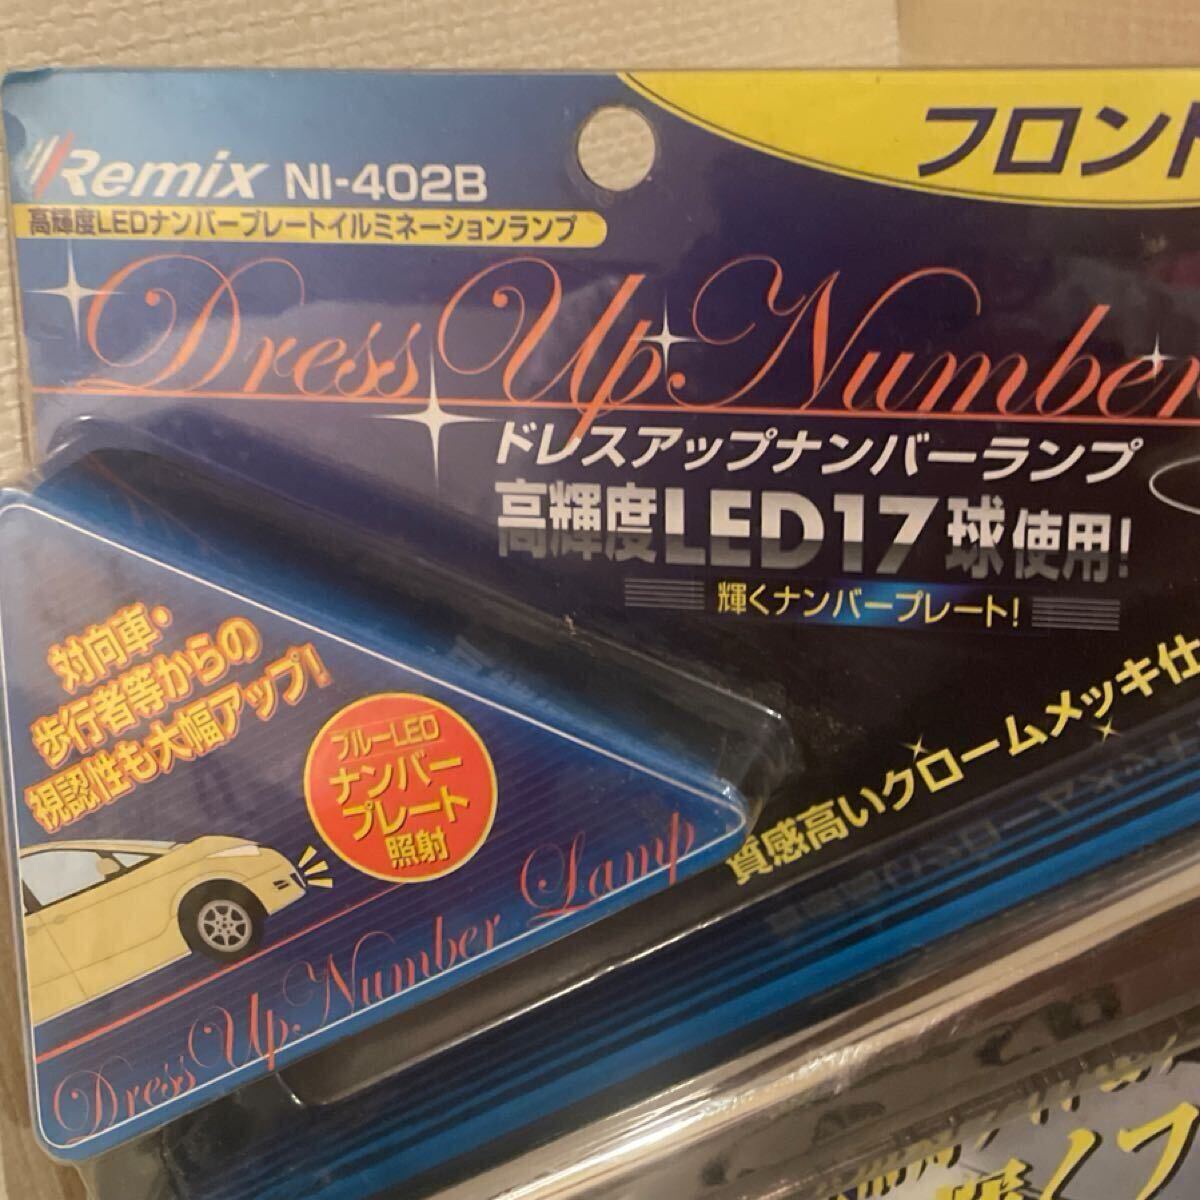 Remix NI-402B
フロント
高輝度LEDナンバープレートイルミネーションランプ
Dress Up Number
ドレスアップナンバーランプ
高輝度LED17球使用!
輝くナンバープレート!
質感高いクロームメッキ仕
対向車・
歩行者等からの
視認性も大幅アップ!
ブルーLED
ナンバー
プレート
照射
Dress Up Number Lamp